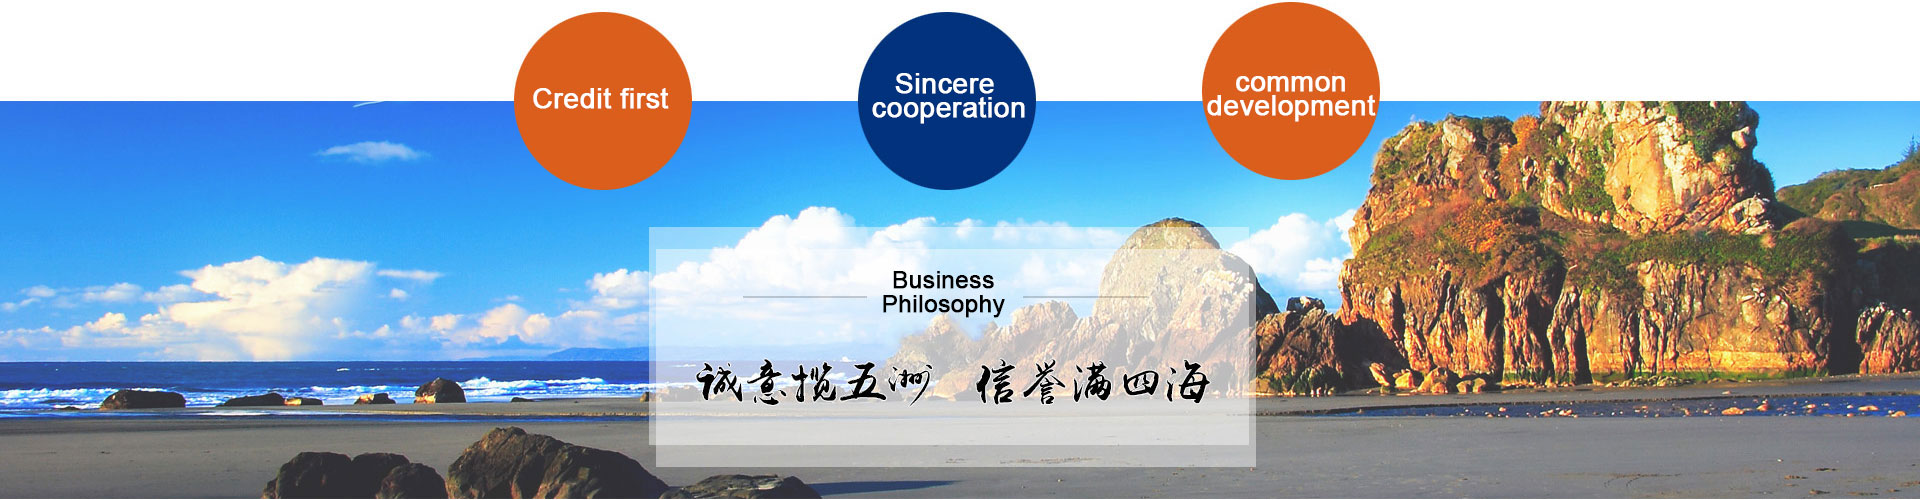 Credit first
Sincere
cooperation
common
development
Business
Philosophy
诚意揽五洲 信誉满四海